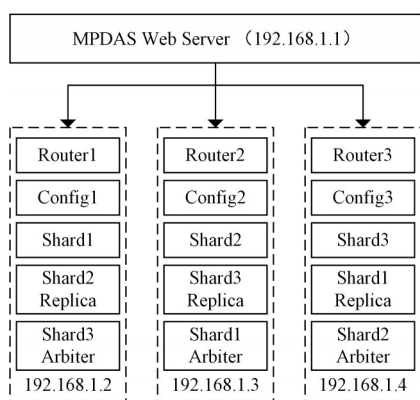 MPDAS Web Server （192.168.1.1）
Router1
Config1
Shard1
Shard2
Replica
Shard3
Arbiter
192.168.1.2
Router2
Config2
Shard2
Shard3
Replica
Shard1
Arbiter
192.168.1.3
Router3
Config3
Shard3
Shard1
Replica
Shard2
Arbiter
192.168.1.4